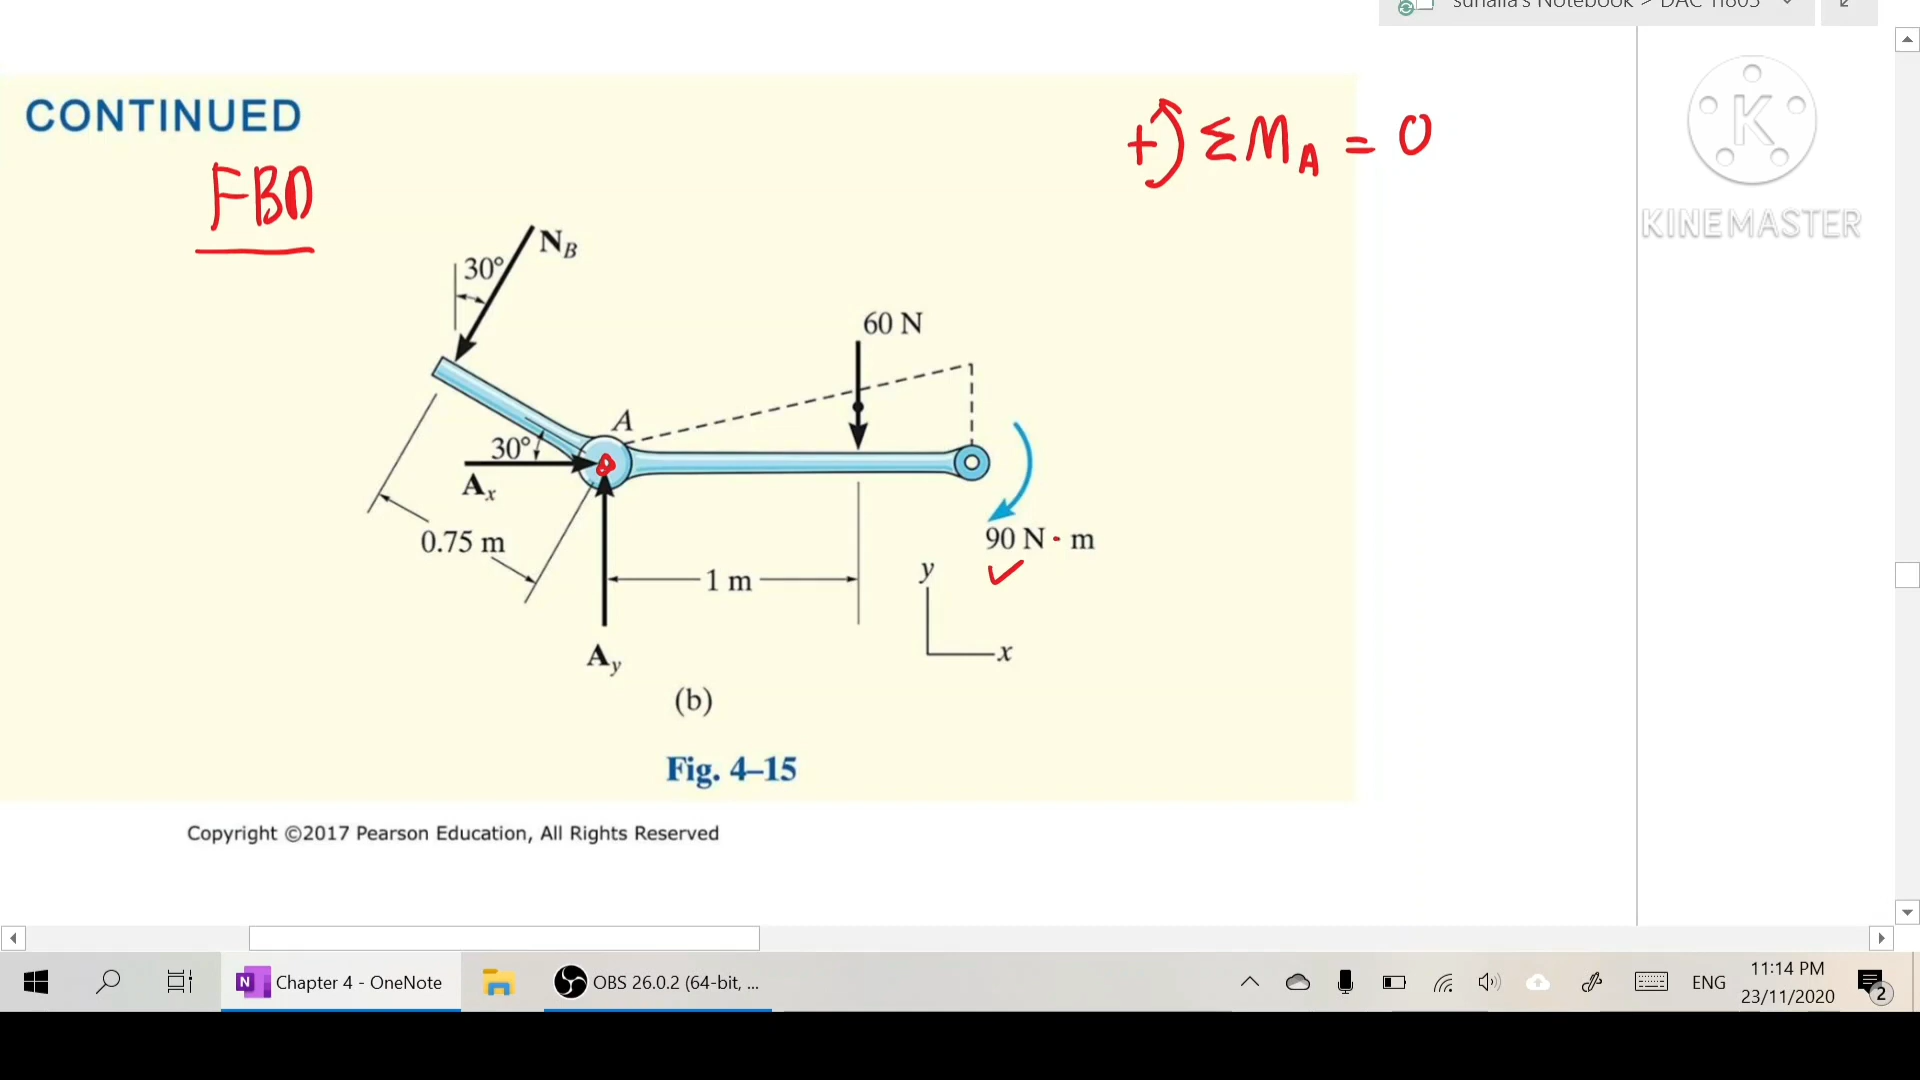 CONTINUED
FBD
+ ΣM_A = 0
K
KINEMASTER
N_B
30°
60 N
A
30°
A_x
0.75 m
90 N · m
1 m
y
x
A_y
(b)
Fig. 4–15
Copyright ©2017 Pearson Education, All Rights Reserved
N Chapter 4 - OneNote
OBS 26.0.2 (64-bit, ...
ENG
11:14 PM
23/11/2020
2